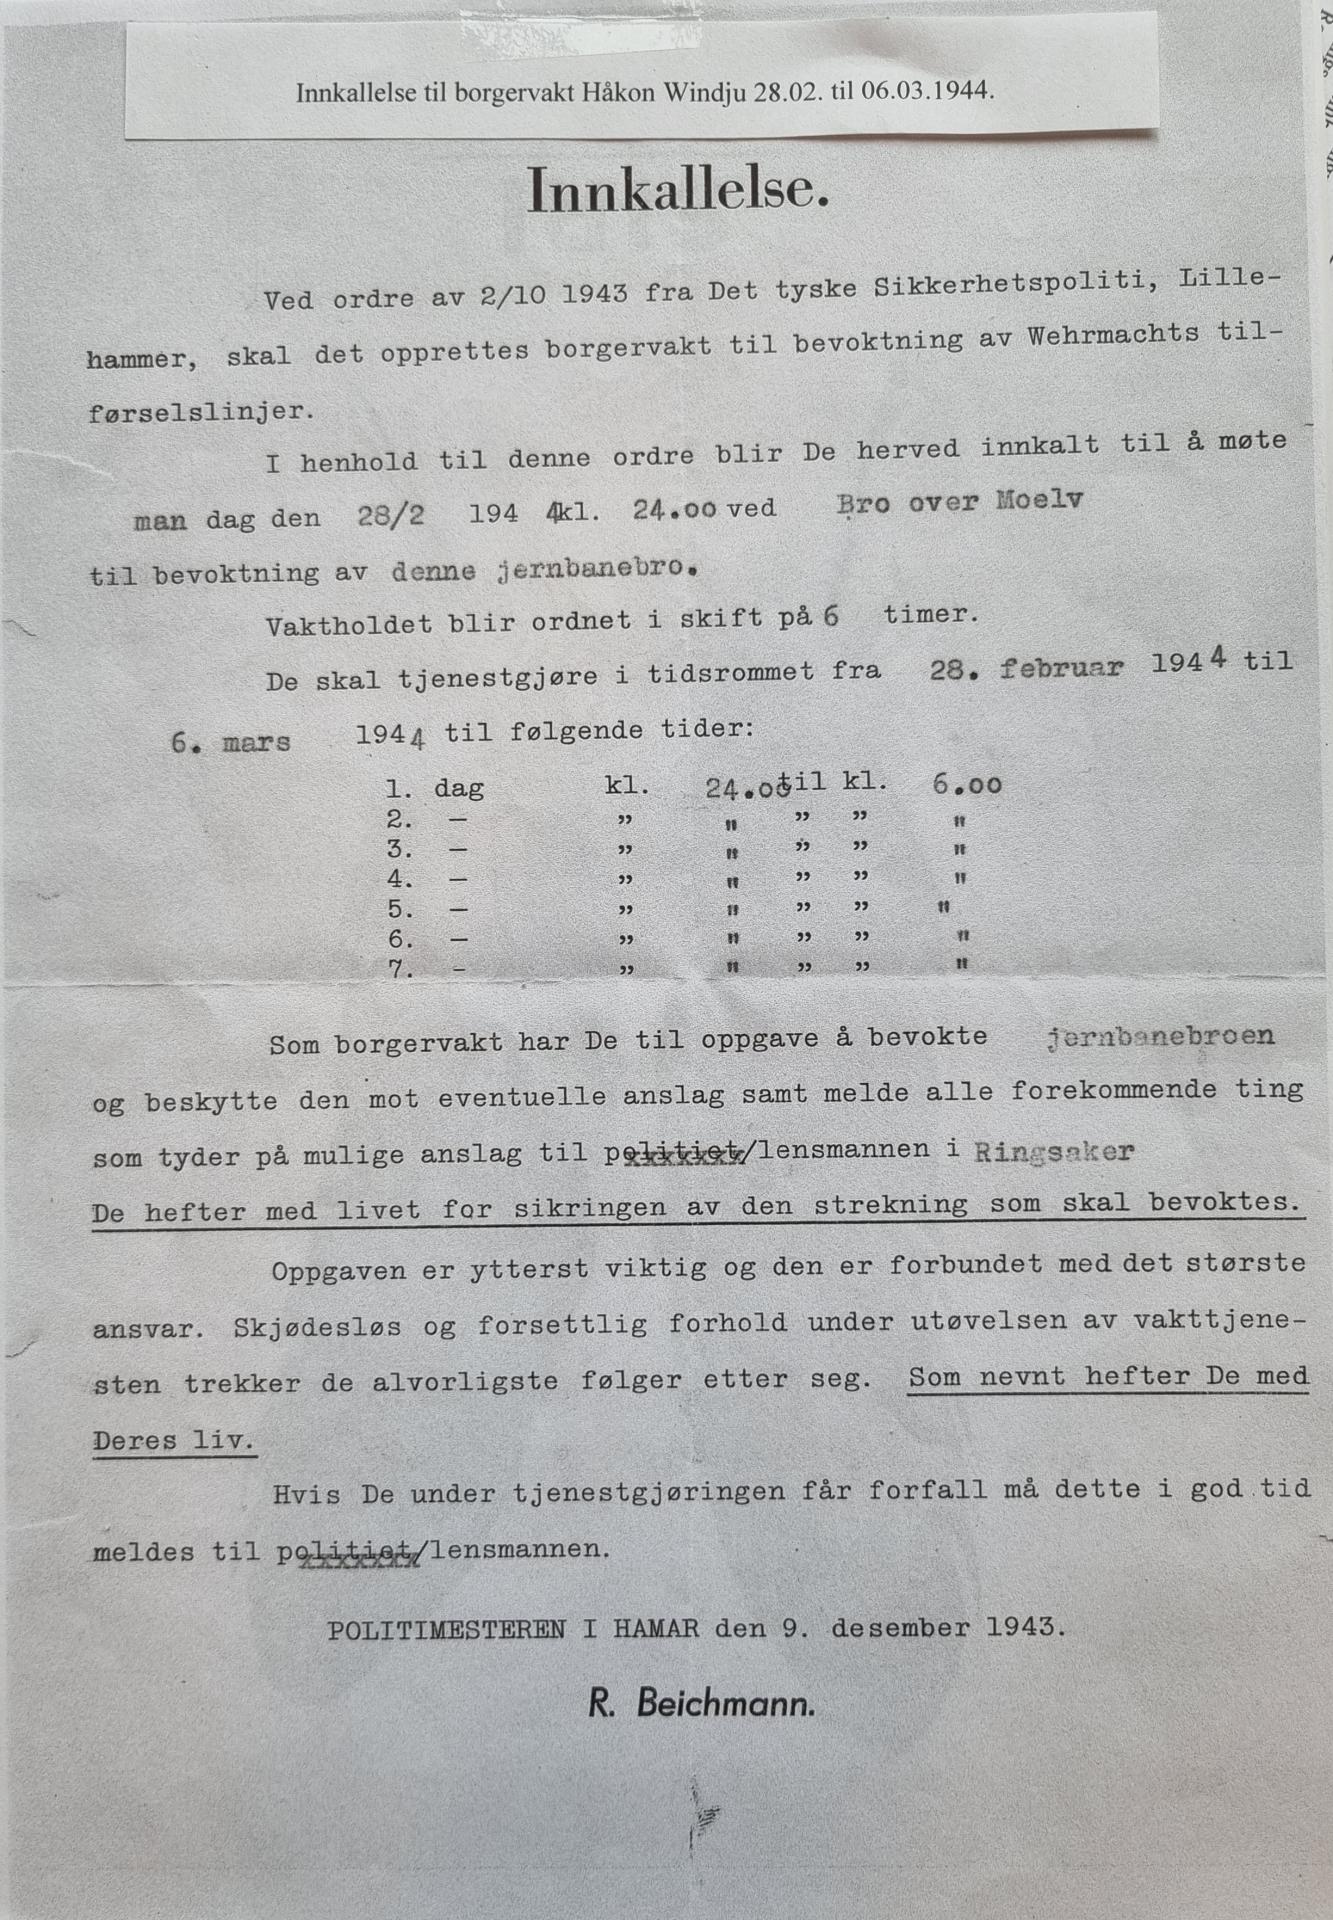 Innkallelse til borgervakt Håkon Windju 28.02. til 06.03.1944.
Innkallelse.
Ved ordre av 2/10 1943 fra Det tyske Sikkerhetspoliti, Lille-
hammer, skal det opprettes borgervakt til bevoktning av Wehrmachts til-
førselslinjer.
I henhold til denne ordre blir De herved innkalt til å møte
man dag den 28/2 194 4kl. 24.00 ved Bro over Moelv
til bevoktning av denne jernbanebro.
Vaktholdet blir ordnet i skift på 6 timer.
De skal tjenestgjøre i tidsrommet fra 28. februar 1944 til
6. mars 1944 til følgende tider:
1. dag kl. 24.00 til kl. 6.00
2. — " " " " "
3. — " " " " "
4. — " " " " "
5. — " " " " "
6. — " " " " "
7. – " " " " "
Som borgervakt har De til oppgave å bevokte jernbanebroen
og beskytte den mot eventuelle anslag samt melde alle forekommende ting
som tyder på mulige anslag til politiet/lensmannen i Ringsaker
De hefter med livet for sikringen av den strekning som skal bevoktes.
Oppgaven er ytterst viktig og den er forbundet med det største
ansvar. Skjødesløs og forsettlig forhold under utøvelsen av vakttjene-
sten trekker de alvorligste følger etter seg. Som nevnt hefter De med
Deres liv.
Hvis De under tjenestgjøringen får forfall må dette i god tid
meldes til politiet/lensmannen.
POLITIMESTEREN I HAMAR den 9. desember 1943.
R. Beichmann.